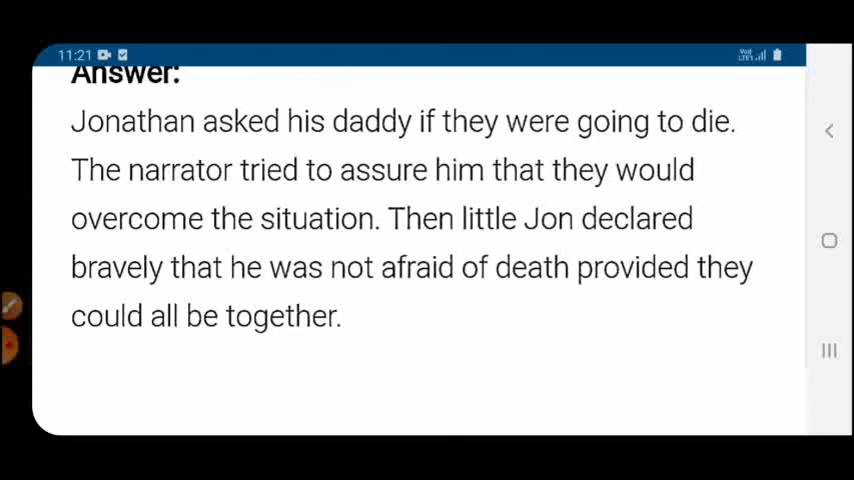 11:21
Answer:
Jonathan asked his daddy if they were going to die.
The narrator tried to assure him that they would
overcome the situation. Then little Jon declared
bravely that he was not afraid of death provided they
could all be together.